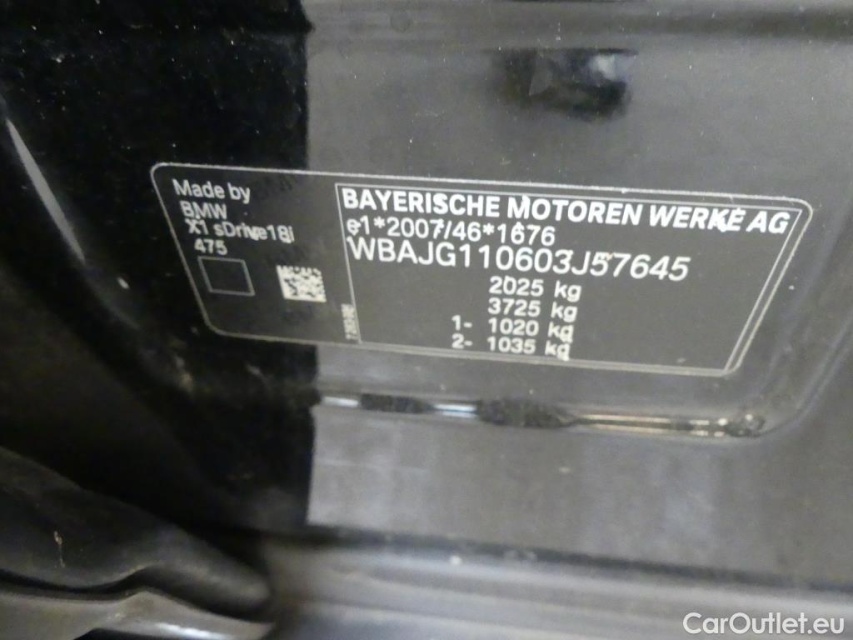 Made by
BMW
X1 sDrive18i
475
BAYERISCHE MOTOREN WERKE AG
e1*2007/46*1676
WBAJG110603J57645
2025 kg
3725 kg
1- 1020 kg
2- 1035 kg
CarOutlet.eu